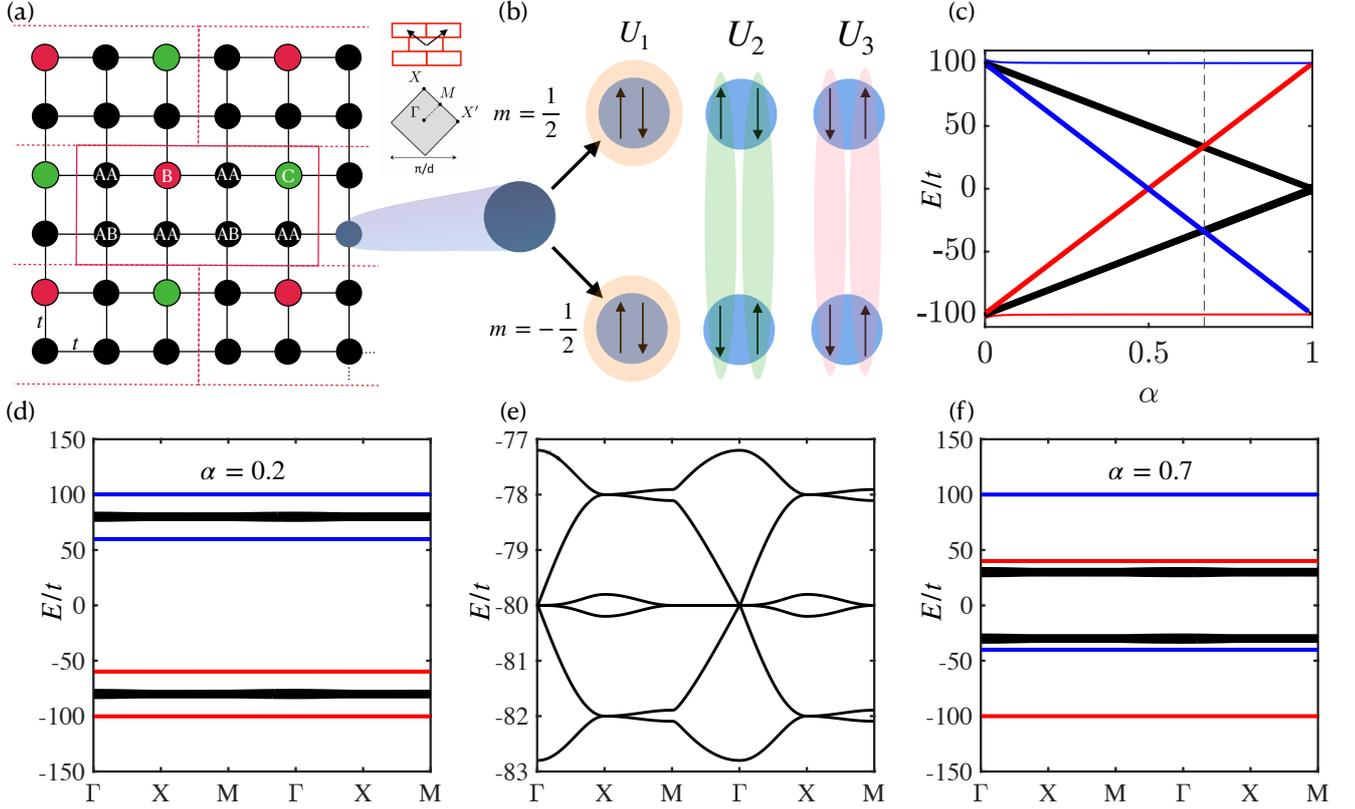 (a)
X
M
Γ
X′
π/d
AA B AA C
AB AA AB AA
t
t
(b)
U1 U2 U3
m = 1/2
m = − 1/2
(c)
100
50
0
-50
-100
E/t
0 0.5 1
α
(d)
150
100
50
0
-50
-100
-150
E/t
α = 0.2
Γ X M Γ X M
(e)
-77
-78
-79
-80
-81
-82
-83
E/t
Γ X M Γ X M
(f)
150
100
50
0
-50
-100
-150
E/t
α = 0.7
Γ X M Γ X M